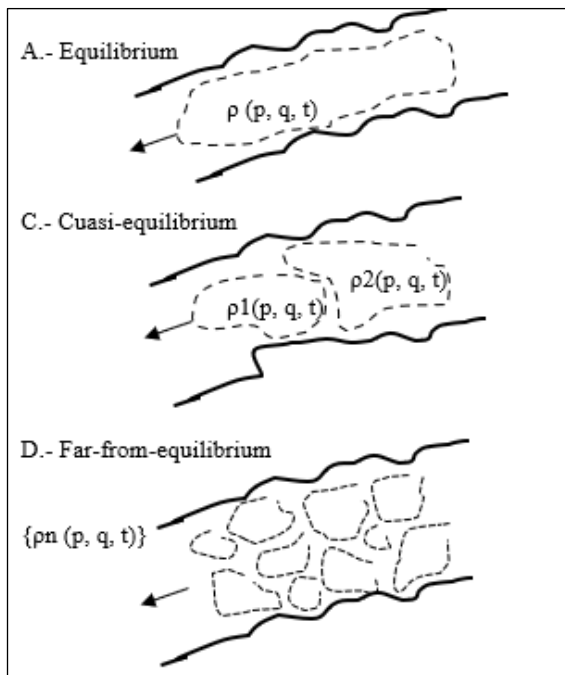 A.- Equilibrium
ρ (p, q, t)
C.- Cuasi-equilibrium
ρ2(p, q, t)
ρ1(p, q, t)
D.- Far-from-equilibrium
{ρn (p, q, t)}